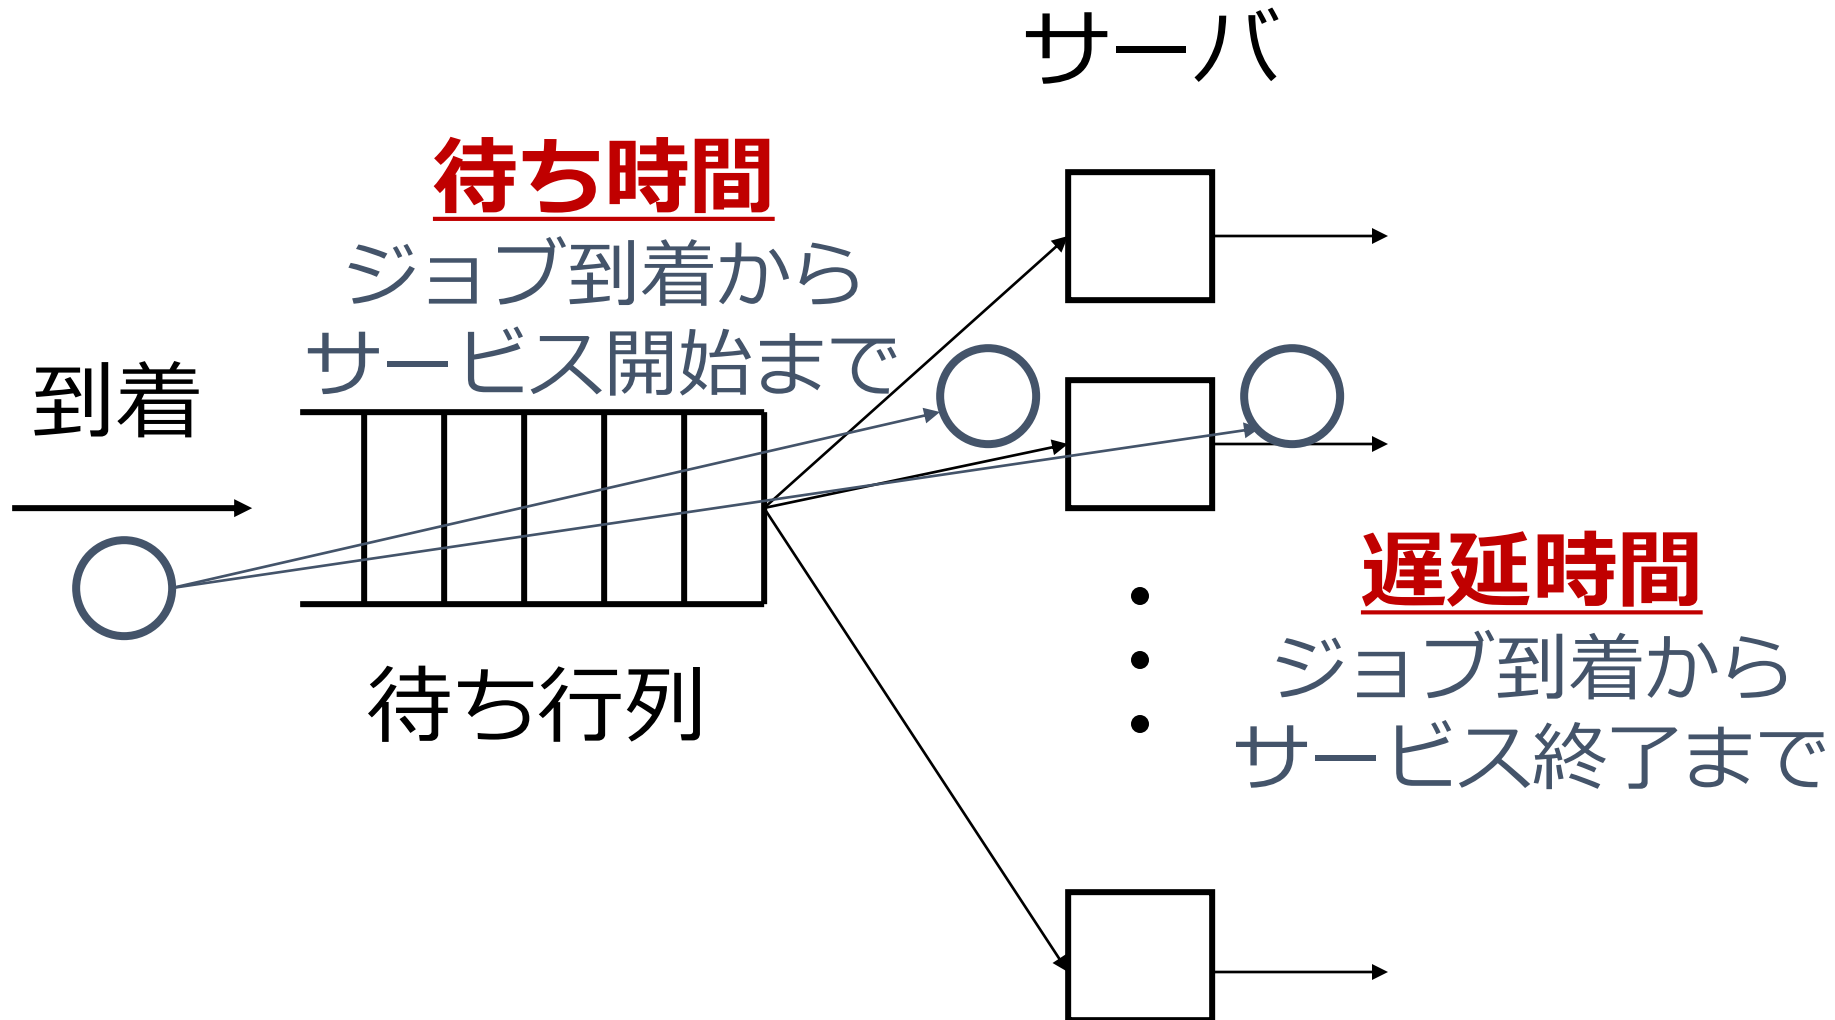 サーバ
待ち時間
ジョブ到着から
サービス開始まで
到着
待ち行列
遅延時間
ジョブ到着から
サービス終了まで